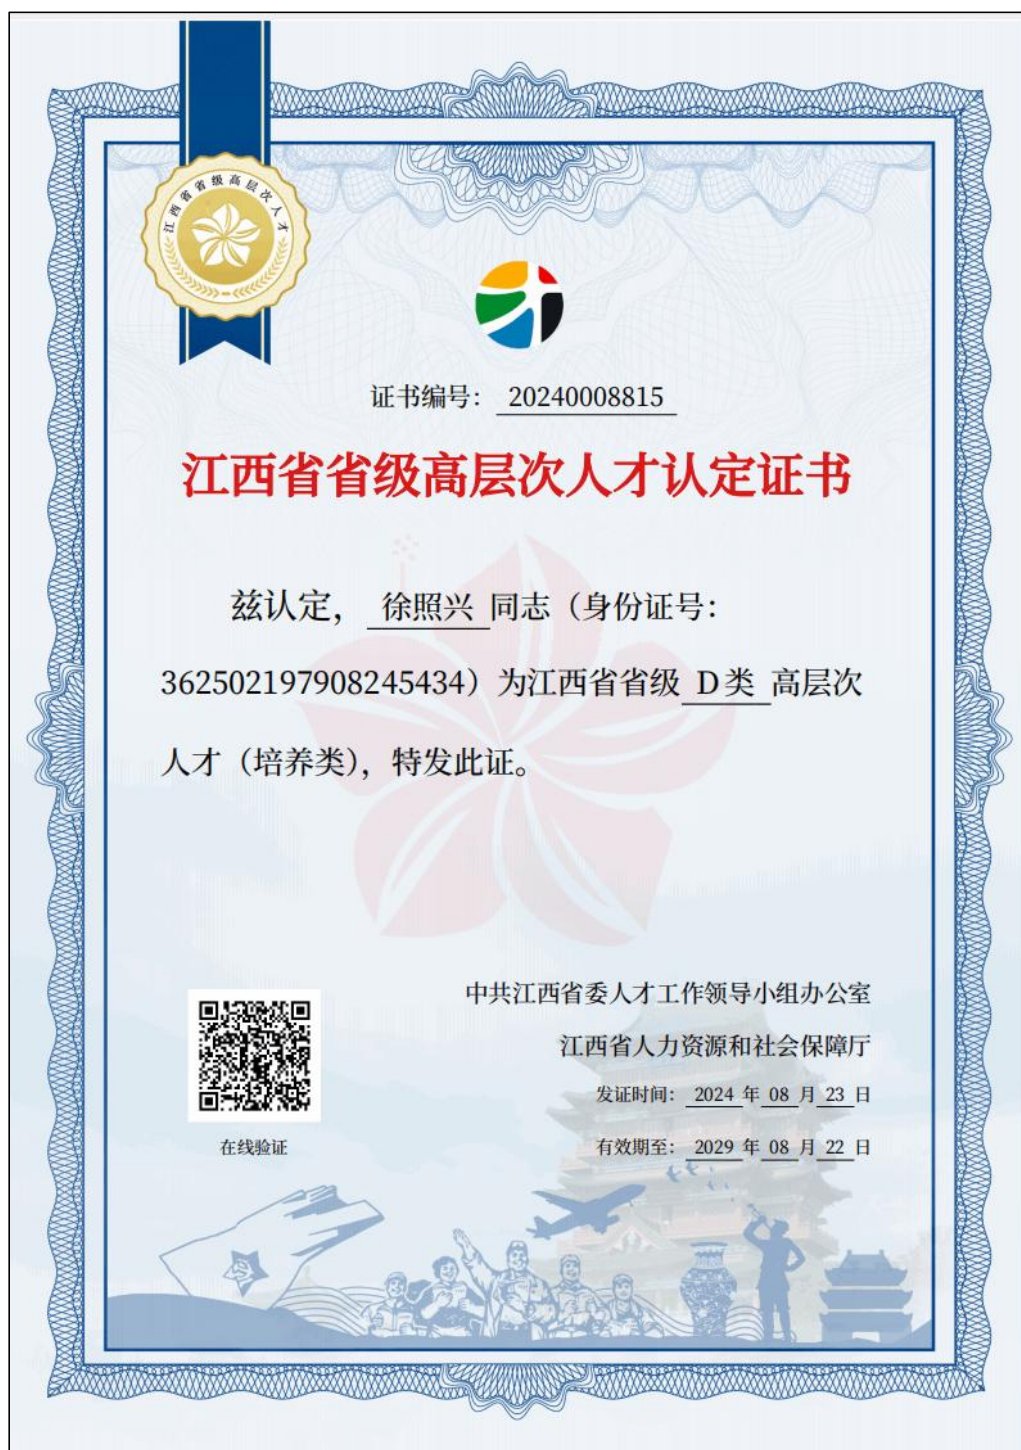 江西省省级高层次人才
证书编号： 20240008815
江西省省级高层次人才认定证书
兹认定， 徐照兴 同志（身份证号：
362502197908245434）为江西省省级 D类 高层次
人才（培养类），特发此证。
中共江西省委人才工作领导小组办公室
江西省人力资源和社会保障厅
发证时间： 2024 年 08 月 23 日
在线验证
有效期至： 2029 年 08 月 22 日